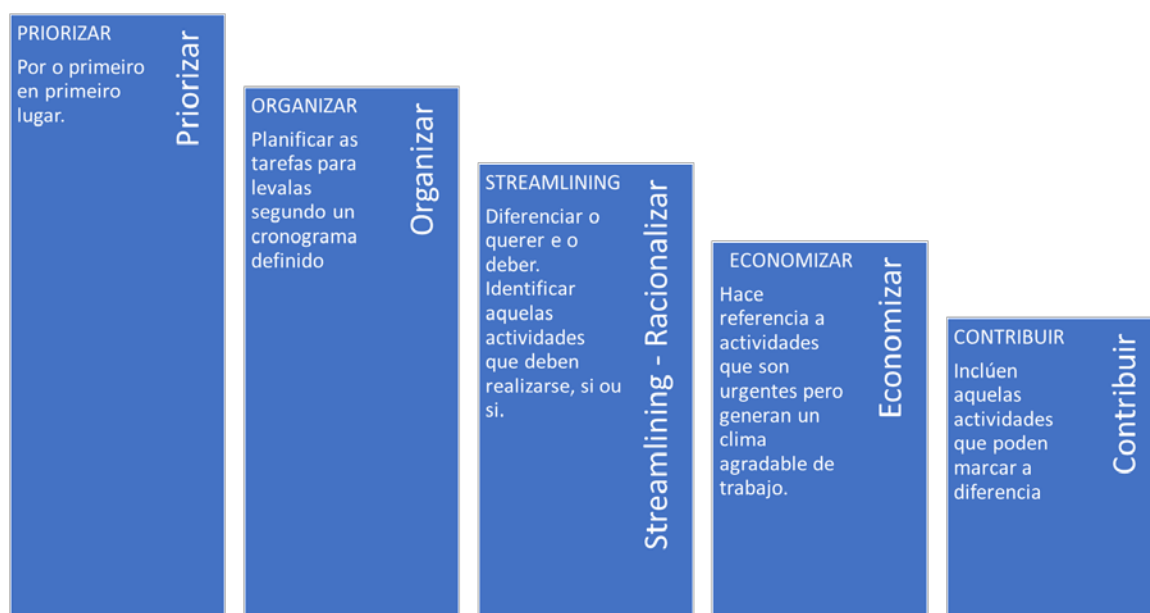 PRIORIZAR
Por o primeiro
en primeiro
lugar.
Priorizar
ORGANIZAR
Planificar as
tarefas para
levalas
segundo un
cronograma
definido
Organizar
STREAMLINING
Diferenciar o
querer e o
deber.
Identificar
aquelas
actividades
que deben
realizarse, si ou
si.
Streamlining - Racionalizar
ECONOMIZAR
Hace
referencia a
actividades
que son
urgentes pero
generan un
clima
agradable de
trabajo.
Economizar
CONTRIBUIR
Inclúen
aquelas
actividades
que poden
marcar a
diferencia
Contribuir